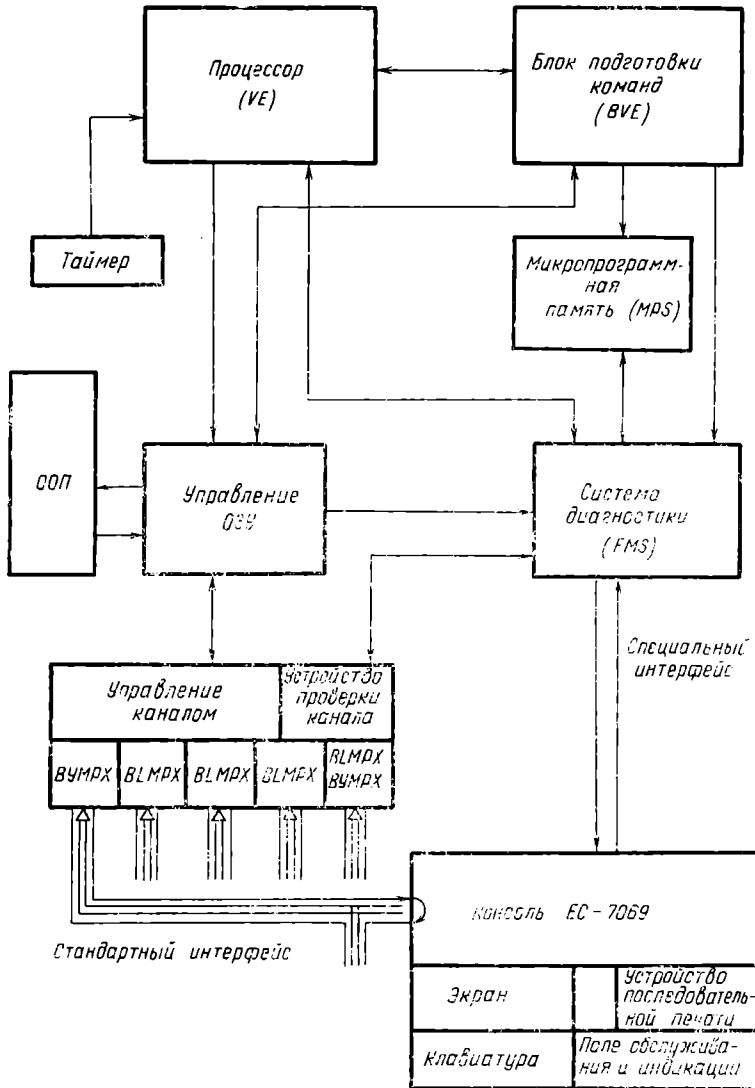 Процессор
(VE)
Блок подготовки
команд
(BVE)
Таймер
Микропрограмм-
ная
память (MPS)
ООП
Управление
ОЗУ
Система
диагностики
(FMS)
Специальный
интерфейс
Управление
каналом
Устройство
проверки
канала
BYMPX
BLMPX
BLMPX
BLMPX
BLMPX
BYMPX
Стандартный интерфейс
Консоль ЕС-7069
Экран
Устройство
последователь-
ной печати
Клавиатура
Поле обслужива-
ния и индикации